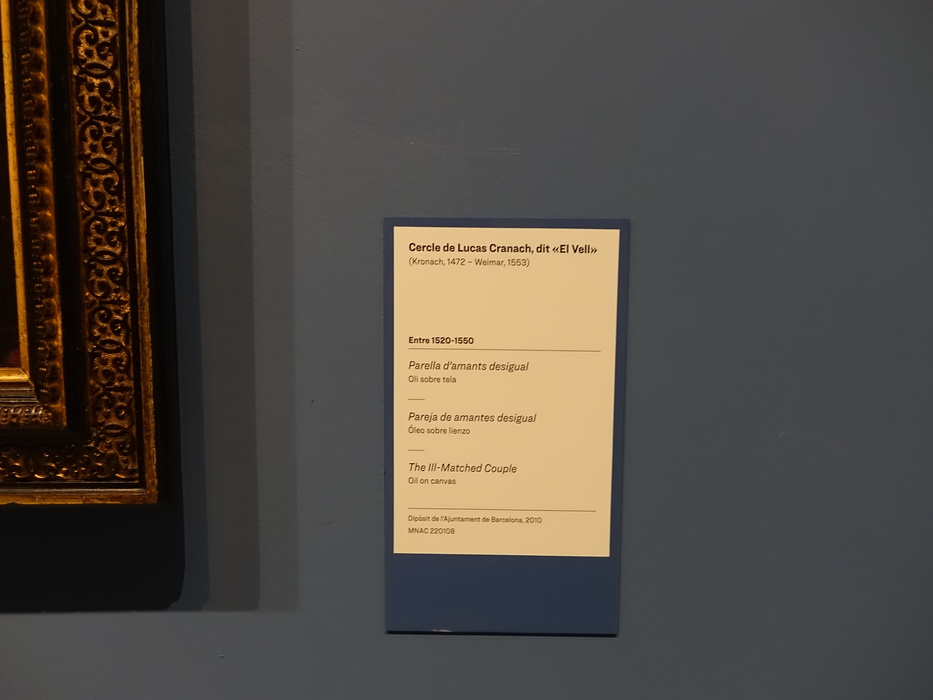 Cercle de Lucas Cranach, dit «El Vell»
(Kronach, 1472 – Weimar, 1553)
Entre 1520-1550
Parella d'amants desigual
Oli sobre tela
Pareja de amantes desigual
Óleo sobre lienzo
The Ill-Matched Couple
Oil on canvas
Dipòsit de l'Ajuntament de Barcelona, 2010
MNAC 220108